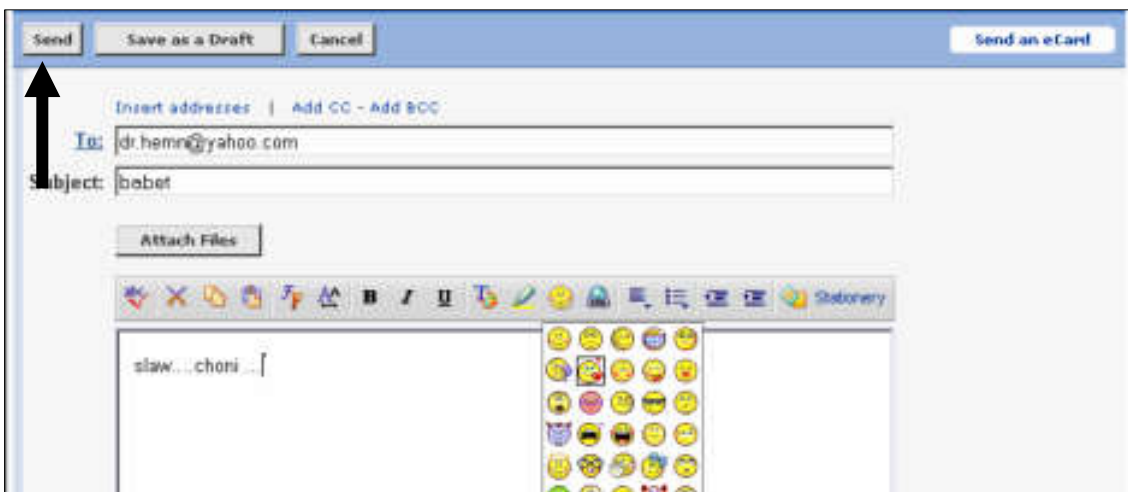 Send Save as a Draft Cancel Send an eCard
Insert addresses | Add CC - Add BCC
To: dr.hemn@yahoo.com
Subject: babet
Attach Files
B I U Stationery
slaw....choni ...